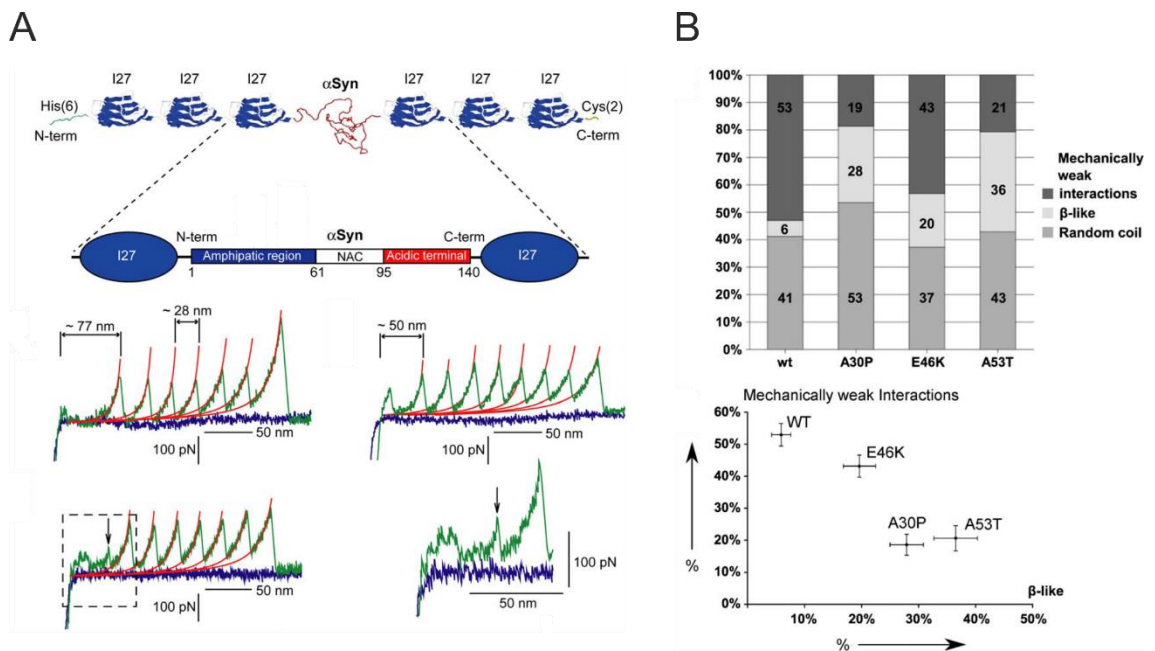 A
I27 I27 I27 αSyn I27 I27 I27
His(6)
N-term
Cys(2)
C-term
N-term αSyn C-term
I27 Amphipatic region NAC Acidic terminal I27
1 61 95 140
~ 77 nm
~ 28 nm
100 pN
50 nm
~ 50 nm
100 pN
50 nm
100 pN
50 nm
50 nm
100 pN
B
100%
90%
80%
70%
60%
50%
40%
30%
20%
10%
0%
53 19 43 21
6 28 20 36
41 53 37 43
wt A30P E46K A53T
Mechanically
weak
interactions
β-like
Random coil
Mechanically weak Interactions
60%
50%
40%
30%
20%
10%
0%
%
WT
E46K
A30P A53T
β-like
10% 20% 30% 40% 50%
%